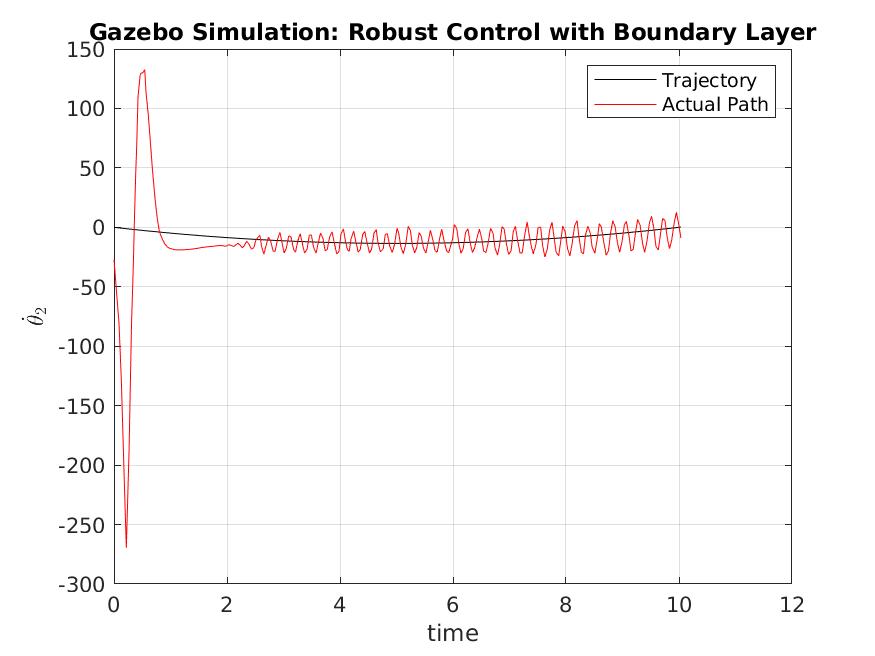 Gazebo Simulation: Robust Control with Boundary Layer
150
100
50
0
-50
-100
-150
-200
-250
-300
θ̇₂
Trajectory
Actual Path
0 2 4 6 8 10 12
time